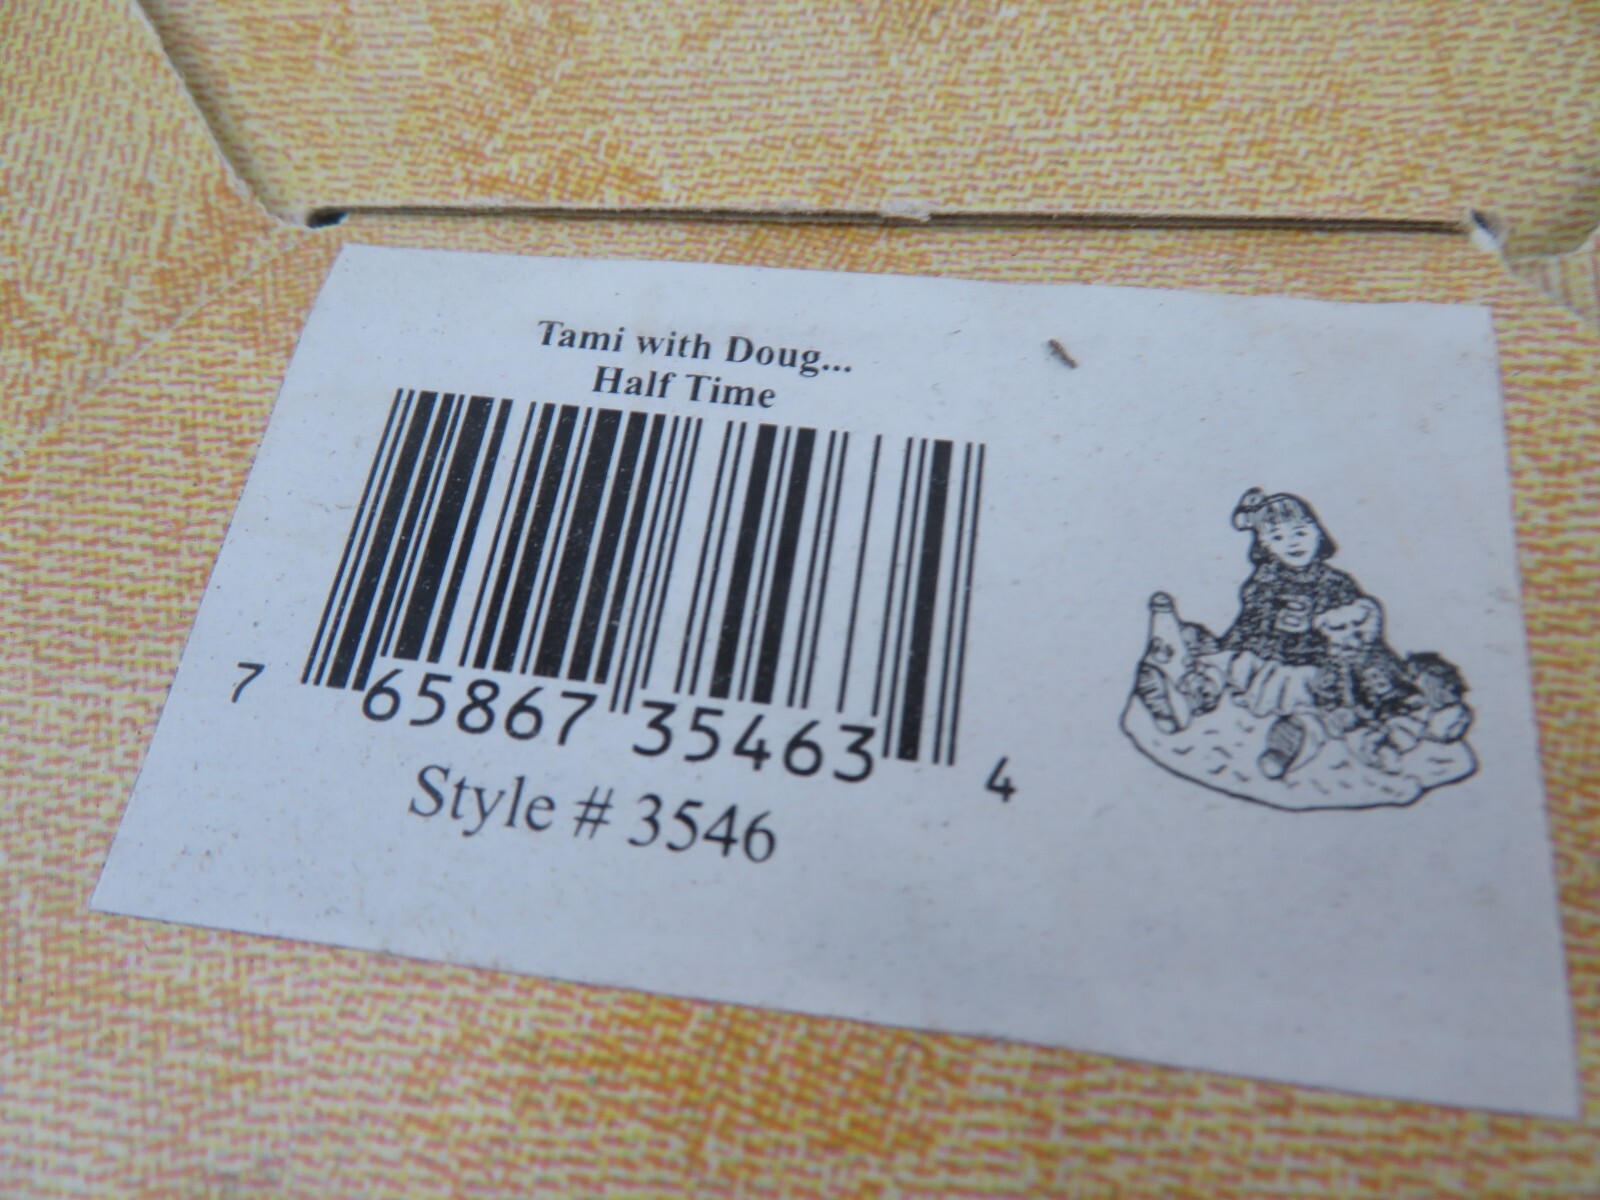 Tami with Doug...
Half Time
7 65867 35463 4
Style # 3546